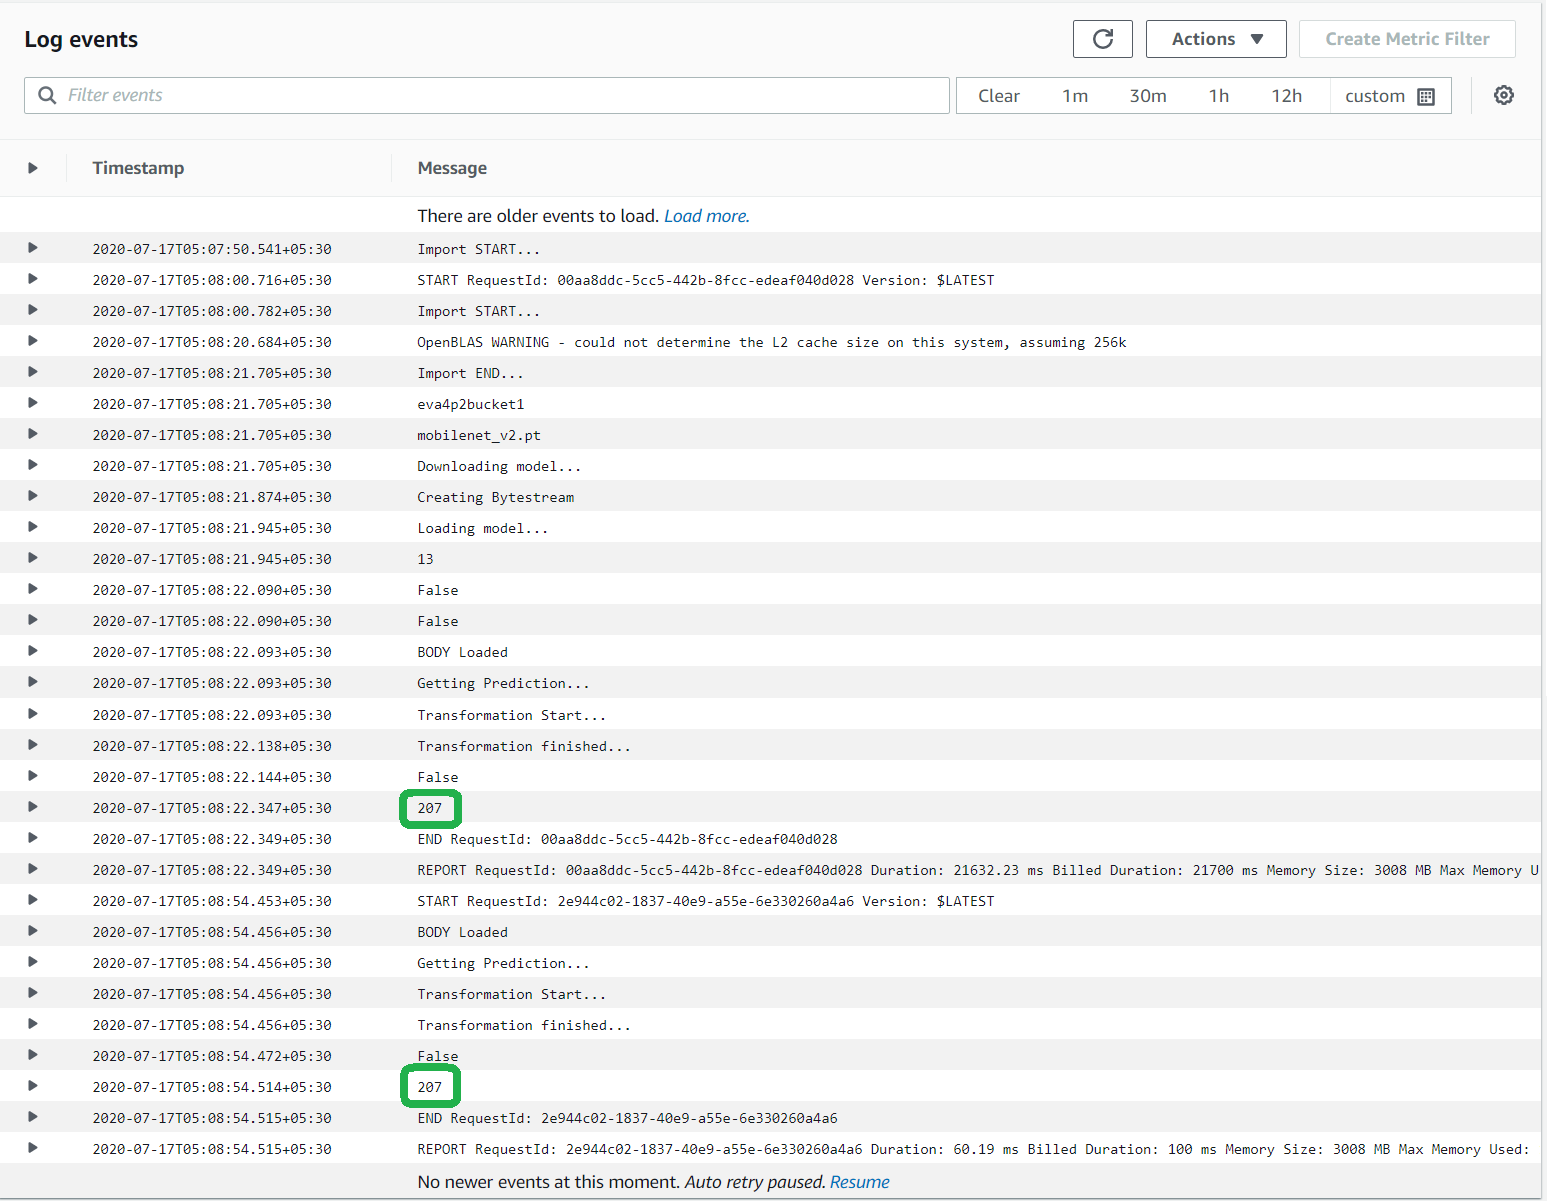 Log events
Actions
Create Metric Filter
Filter events
Clear 1m 30m 1h 12h custom
Timestamp Message
There are older events to load. Load more.
2020-07-17T05:07:50.541+05:30 Import START...
2020-07-17T05:08:00.716+05:30 START RequestId: 00aa8ddc-5cc5-442b-8fcc-edeaf040d028 Version: $LATEST
2020-07-17T05:08:00.782+05:30 Import START...
2020-07-17T05:08:20.684+05:30 OpenBLAS WARNING - could not determine the L2 cache size on this system, assuming 256k
2020-07-17T05:08:21.705+05:30 Import END...
2020-07-17T05:08:21.705+05:30 eva4p2bucket1
2020-07-17T05:08:21.705+05:30 mobilenet_v2.pt
2020-07-17T05:08:21.705+05:30 Downloading model...
2020-07-17T05:08:21.874+05:30 Creating Bytestream
2020-07-17T05:08:21.945+05:30 Loading model...
2020-07-17T05:08:21.945+05:30 13
2020-07-17T05:08:22.090+05:30 False
2020-07-17T05:08:22.090+05:30 False
2020-07-17T05:08:22.093+05:30 BODY Loaded
2020-07-17T05:08:22.093+05:30 Getting Prediction...
2020-07-17T05:08:22.093+05:30 Transformation Start...
2020-07-17T05:08:22.138+05:30 Transformation finished...
2020-07-17T05:08:22.144+05:30 False
2020-07-17T05:08:22.347+05:30 207
2020-07-17T05:08:22.349+05:30 END RequestId: 00aa8ddc-5cc5-442b-8fcc-edeaf040d028
2020-07-17T05:08:22.349+05:30 REPORT RequestId: 00aa8ddc-5cc5-442b-8fcc-edeaf040d028 Duration: 21632.23 ms Billed Duration: 21700 ms Memory Size: 3008 MB Max Memory U
2020-07-17T05:08:54.453+05:30 START RequestId: 2e944c02-1837-40e9-a55e-6e330260a4a6 Version: $LATEST
2020-07-17T05:08:54.456+05:30 BODY Loaded
2020-07-17T05:08:54.456+05:30 Getting Prediction...
2020-07-17T05:08:54.456+05:30 Transformation Start...
2020-07-17T05:08:54.456+05:30 Transformation finished...
2020-07-17T05:08:54.472+05:30 False
2020-07-17T05:08:54.514+05:30 207
2020-07-17T05:08:54.515+05:30 END RequestId: 2e944c02-1837-40e9-a55e-6e330260a4a6
2020-07-17T05:08:54.515+05:30 REPORT RequestId: 2e944c02-1837-40e9-a55e-6e330260a4a6 Duration: 60.19 ms Billed Duration: 100 ms Memory Size: 3008 MB Max Memory Used:
No newer events at this moment. Auto retry paused. Resume